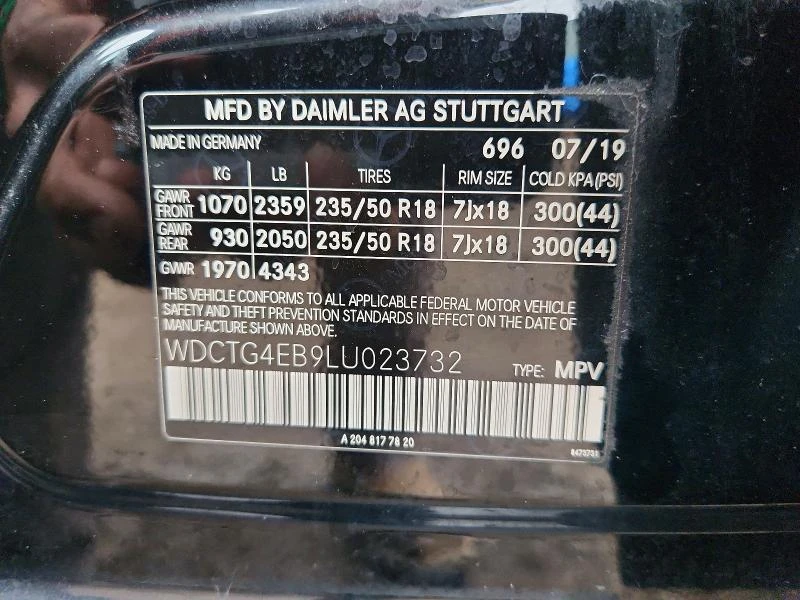 MFD BY DAIMLER AG STUTTGART
MADE IN GERMANY 696 07/19
KG LB TIRES RIM SIZE COLD KPA(PSI)
GAWR FRONT 1070 2359 235/50 R18 7Jx18 300(44)
GAWR REAR 930 2050 235/50 R18 7Jx18 300(44)
GVWR 1970 4343
THIS VEHICLE CONFORMS TO ALL APPLICABLE FEDERAL MOTOR VEHICLE
SAFETY AND THEFT PREVENTION STANDARDS IN EFFECT ON THE DATE OF
MANUFACTURE SHOWN ABOVE.
WDCTG4EB9LU023732 TYPE: MPV
A 204 817 78 20